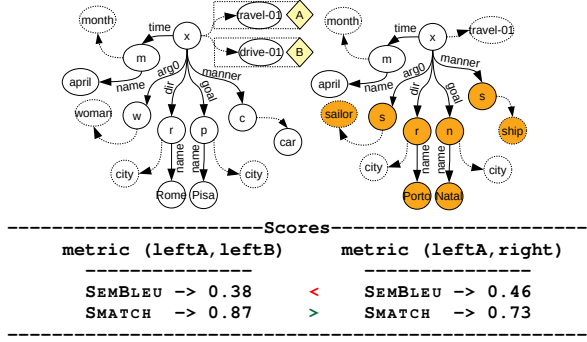 month
time
x
travel-01
A
drive-01
B
m
april
name
arg0
dir
goal
manner
woman
w
r
p
c
car
city
name
name
city
Rome
Pisa
month
time
x
travel-01
m
april
name
arg0
dir
goal
manner
s
sailor
s
r
n
ship
city
name
name
city
Porto
Natal
Scores
metric (leftA,leftB) metric (leftA,right)
SEMBLEU -> 0.38 < SEMBLEU -> 0.46
SMATCH -> 0.87 > SMATCH -> 0.73